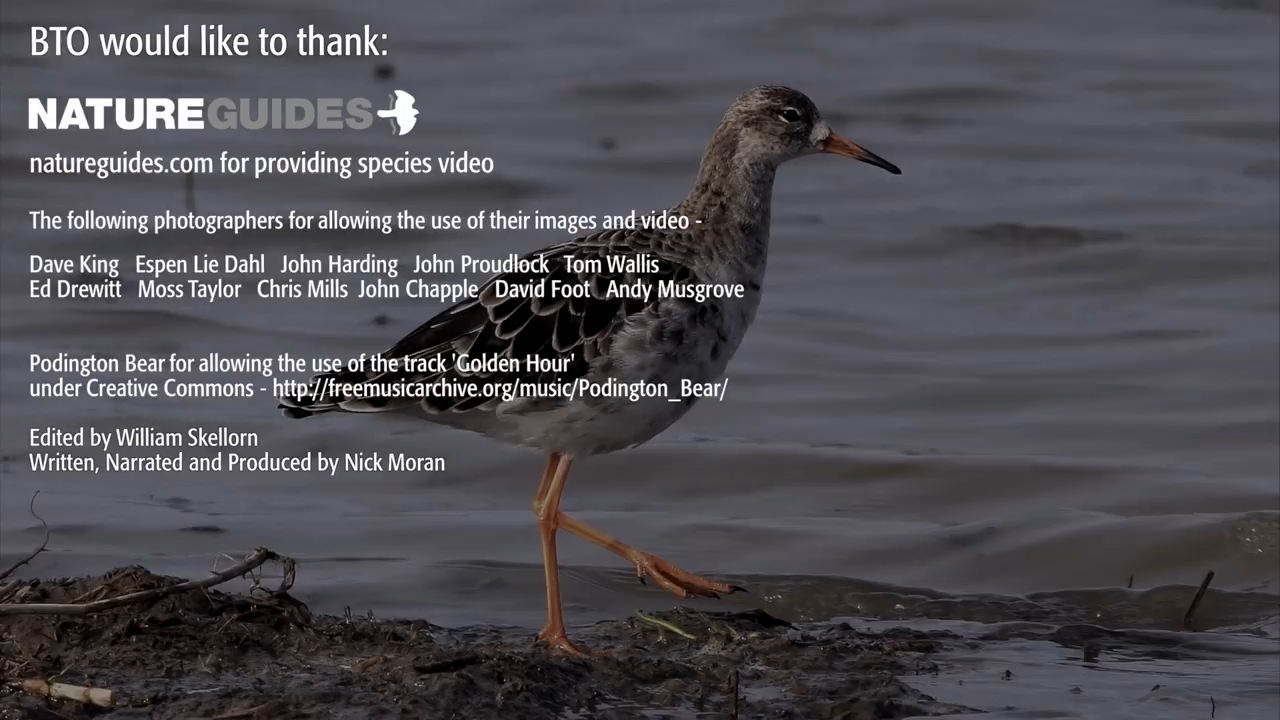 BTO would like to thank:
NATUREGUIDES
natureguides.com for providing species video
The following photographers for allowing the use of their images and video -
Dave King Espen Lie Dahl John Harding John Proudlock Tom Wallis
Ed Drewitt Moss Taylor Chris Mills John Chapple David Foot Andy Musgrove
Podington Bear for allowing the use of the track 'Golden Hour'
under Creative Commons - http://freemusicarchive.org/music/Podington_Bear/
Edited by William Skellorn
Written, Narrated and Produced by Nick Moran